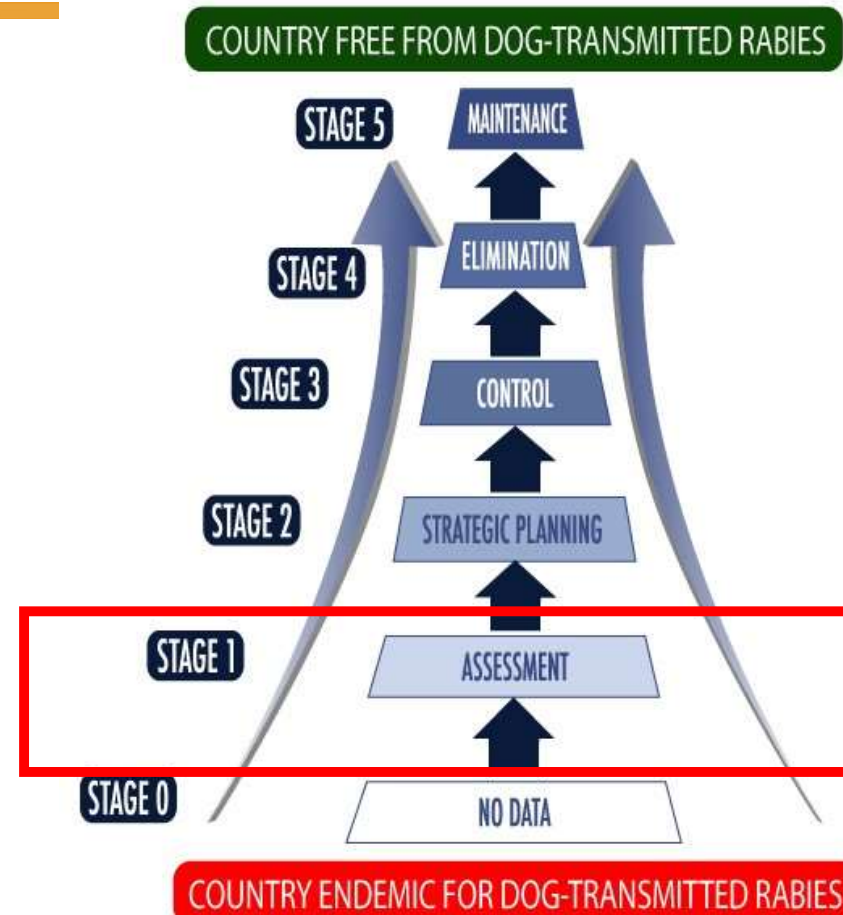 COUNTRY FREE FROM DOG-TRANSMITTED RABIES
STAGE 5 MAINTENANCE
STAGE 4 ELIMINATION
STAGE 3 CONTROL
STAGE 2 STRATEGIC PLANNING
STAGE 1 ASSESSMENT
STAGE 0 NO DATA
COUNTRY ENDEMIC FOR DOG-TRANSMITTED RABIES